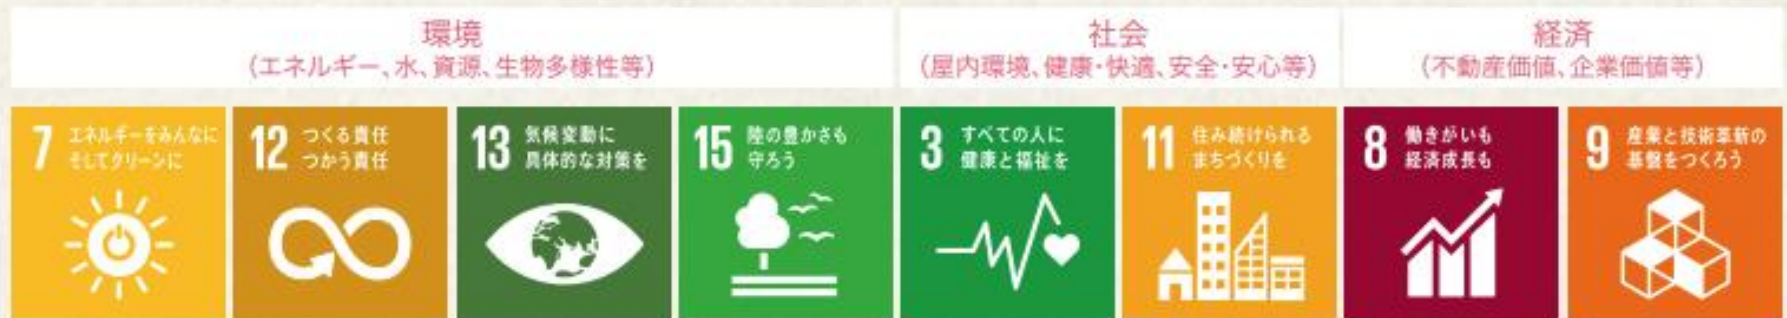 環境
（エネルギー、水、資源、生物多様性等）
社会
（屋内環境、健康・快適、安全・安心等）
経済
（不動産価値、企業価値等）
7 エネルギーをみんなに
そしてクリーンに
12 つくる責任
つかう責任
13 気候変動に
具体的な対策を
15 陸の豊かさも
守ろう
3 すべての人に
健康と福祉を
11 住み続けられる
まちづくりを
8 働きがいも
経済成長も
9 産業と技術革新の
基盤をつくろう